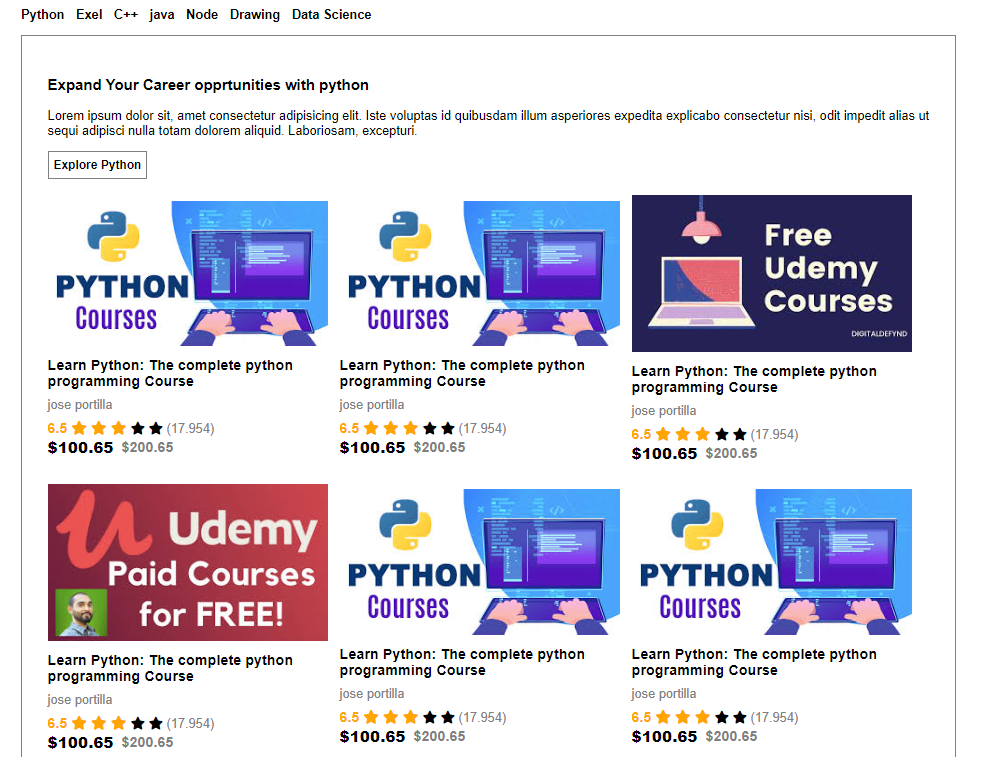 Python Exel C++ java Node Drawing Data Science
Expand Your Career opprtunities with python
Lorem ipsum dolor sit, amet consectetur adipisicing elit. Iste voluptas id quibusdam illum asperiores expedita explicabo consectetur nisi, odit impedit alias ut
sequi adipisci nulla totam dolorem aliquid. Laboriosam, excepturi.
Explore Python
PYTHON
Courses
Learn Python: The complete python
programming Course
jose portilla
6.5 (17.954)
$100.65 $200.65
PYTHON
Courses
Learn Python: The complete python
programming Course
jose portilla
6.5 (17.954)
$100.65 $200.65
Free
Udemy
Courses
DIGITALDEFYND
Learn Python: The complete python
programming Course
jose portilla
6.5 (17.954)
$100.65 $200.65
Udemy
Paid Courses
for FREE!
Learn Python: The complete python
programming Course
jose portilla
6.5 (17.954)
$100.65 $200.65
PYTHON
Courses
Learn Python: The complete python
programming Course
jose portilla
6.5 (17.954)
$100.65 $200.65
PYTHON
Courses
Learn Python: The complete python
programming Course
jose portilla
6.5 (17.954)
$100.65 $200.65